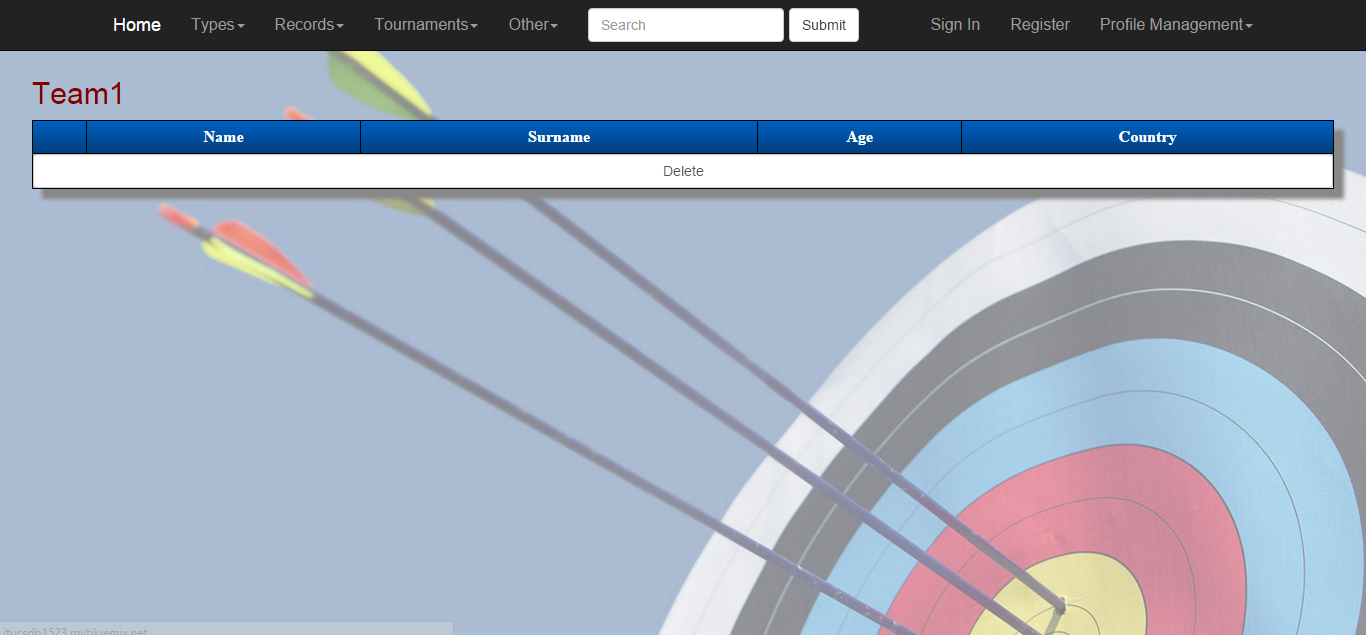 Home Types Records Tournaments Other Search Submit Sign In Register Profile Management
Team1
Name Surname Age Country
Delete
itucsdb1523.mybluemix.net